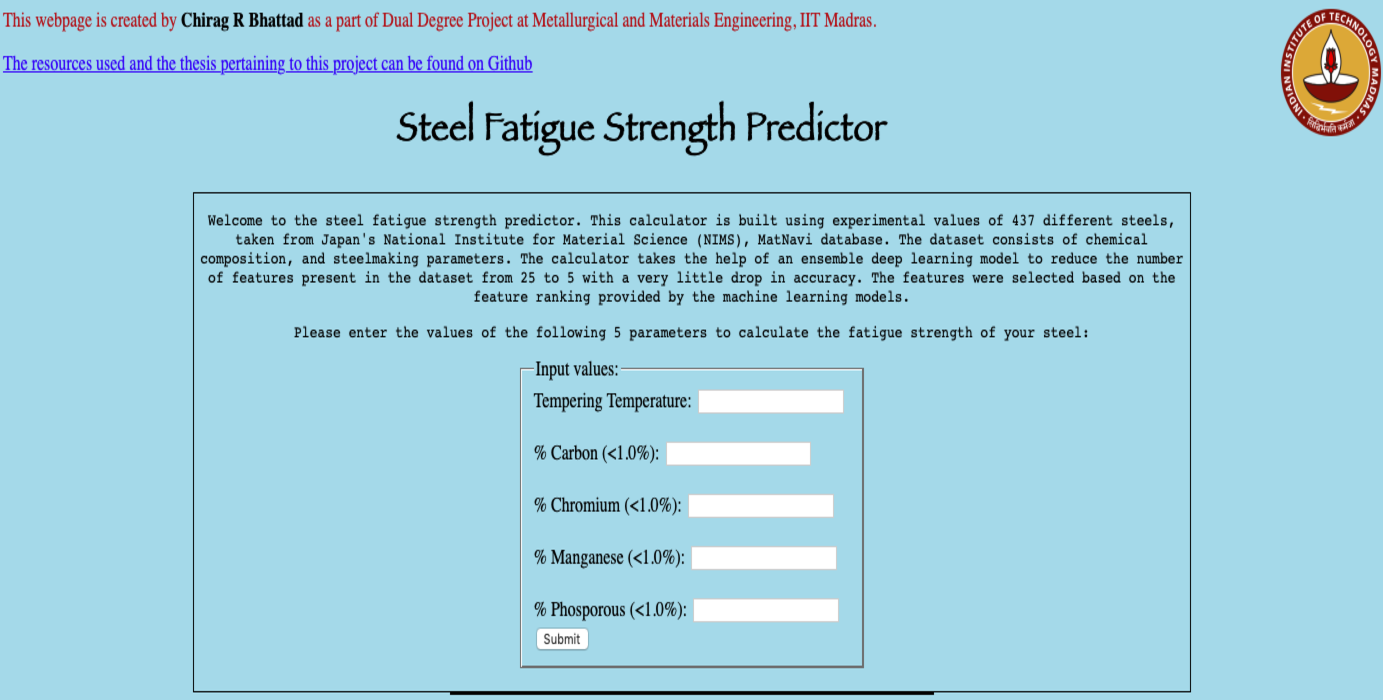 This webpage is created by Chirag R Bhattad as a part of Dual Degree Project at Metallurgical and Materials Engineering, IIT Madras.
The resources used and the thesis pertaining to this project can be found on Github
INDIAN INSTITUTE OF TECHNOLOGY MADRAS
सिद्धिर्भवति कर्मजा
Steel Fatigue Strength Predictor
Welcome to the steel fatigue strength predictor. This calculator is built using experimental values of 437 different steels,
taken from Japan's National Institute for Material Science (NIMS), MatNavi database. The dataset consists of chemical
composition, and steelmaking parameters. The calculator takes the help of an ensemble deep learning model to reduce the number
of features present in the dataset from 25 to 5 with a very little drop in accuracy. The features were selected based on the
feature ranking provided by the machine learning models.
Please enter the values of the following 5 parameters to calculate the fatigue strength of your steel:
Input values:
Tempering Temperature:
% Carbon (<1.0%):
% Chromium (<1.0%):
% Manganese (<1.0%):
% Phosporous (<1.0%):
Submit